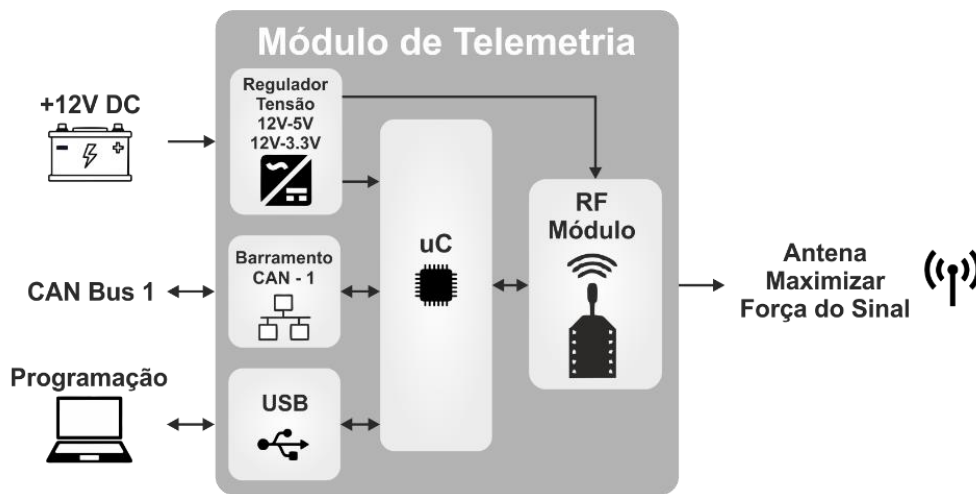 Módulo de Telemetria
+12V DC
Regulador
Tensão
12V-5V
12V-3.3V
uC
RF
Módulo
Barramento
CAN - 1
CAN Bus 1
Antena
Maximizar
Força do Sinal
Programação
USB